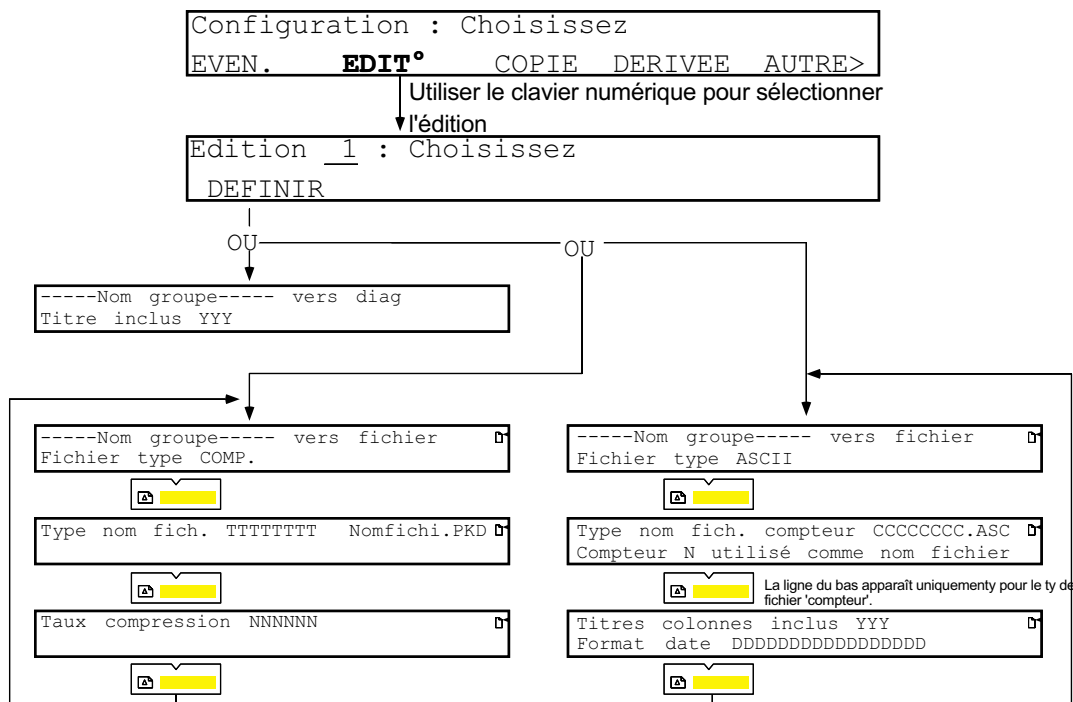 Configuration : Choisissez
EVEN. EDIT° COPIE DERIVEE AUTRE>
Utiliser le clavier numérique pour sélectionner
l'édition
Edition 1 : Choisissez
DEFINIR
OU
OU
-----Nom groupe----- vers diag
Titre inclus YYY
-----Nom groupe----- vers fichier
Fichier type COMP.
-----Nom groupe----- vers fichier
Fichier type ASCII
Type nom fich. TTTTTTTT Nomfichi.PKD
Type nom fich. compteur CCCCCCCC.ASC
Compteur N utilisé comme nom fichier
La ligne du bas apparaît uniquementy pour le ty de
fichier 'compteur'.
Taux compression NNNNNN
Titres colonnes inclus YYY
Format date DDDDDDDDDDDDDDDDD